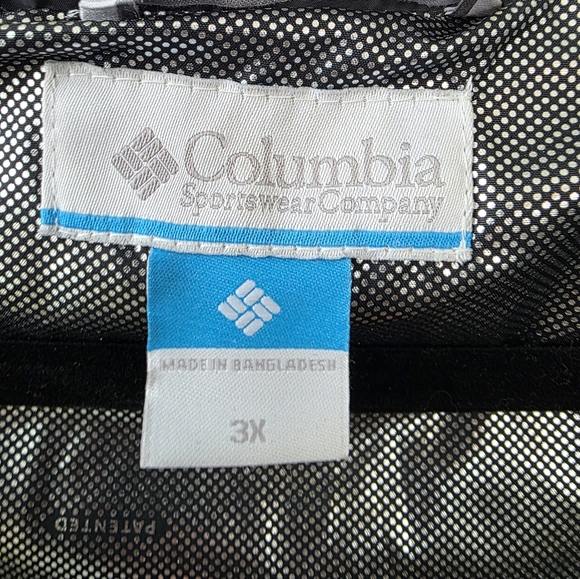 Columbia
Sportswear Company
MADE IN BANGLADESH
3X
PATENTED